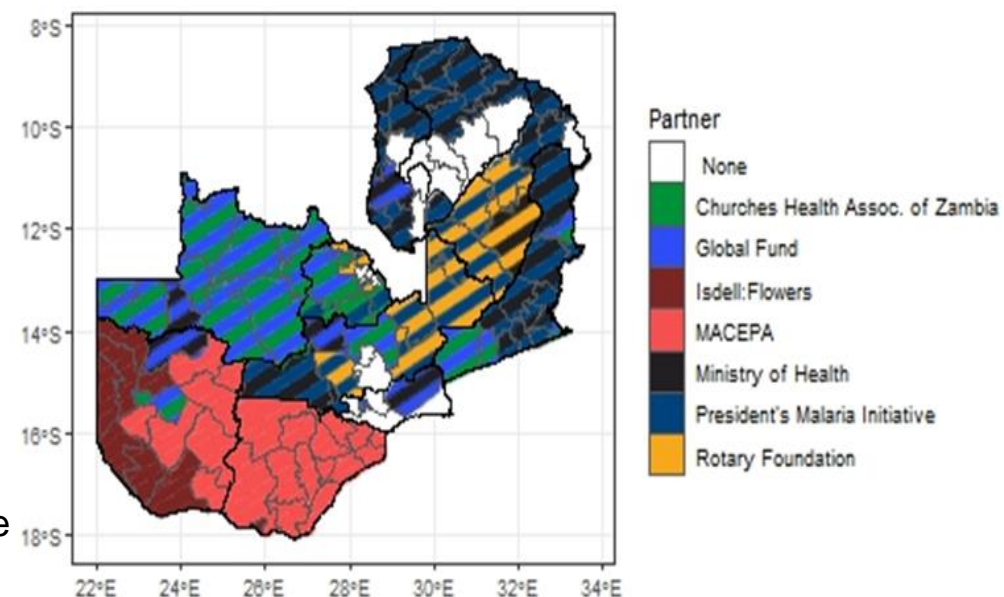 8°S
10°S
12°S
14°S
16°S
18°S
e
22°E 24°E 26°E 28°E 30°E 32°E 34°E
Partner
None
Churches Health Assoc. of Zambia
Global Fund
Isdell:Flowers
MACEPA
Ministry of Health
President's Malaria Initiative
Rotary Foundation